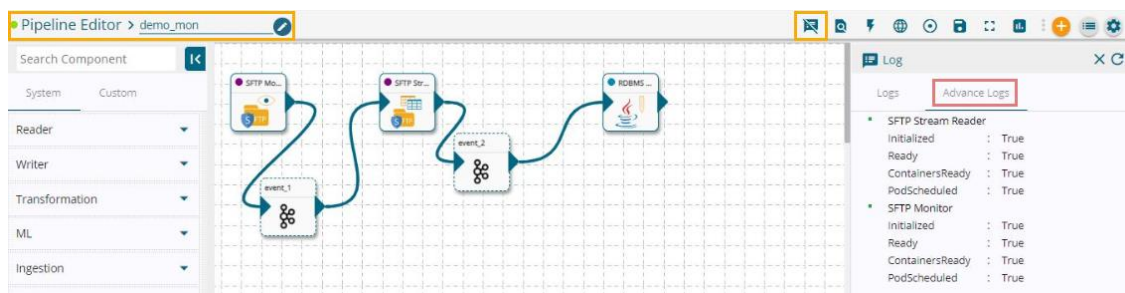 Pipeline Editor > demo_mon
Search Component
System Custom
Reader
Writer
Transformation
ML
Ingestion
SFTP Mo...
SFTP Str...
RDBMS ...
event_1
event_2
Log
Logs Advance Logs
SFTP Stream Reader
Initialized : True
Ready : True
ContainersReady : True
PodScheduled : True
SFTP Monitor
Initialized : True
Ready : True
ContainersReady : True
PodScheduled : True